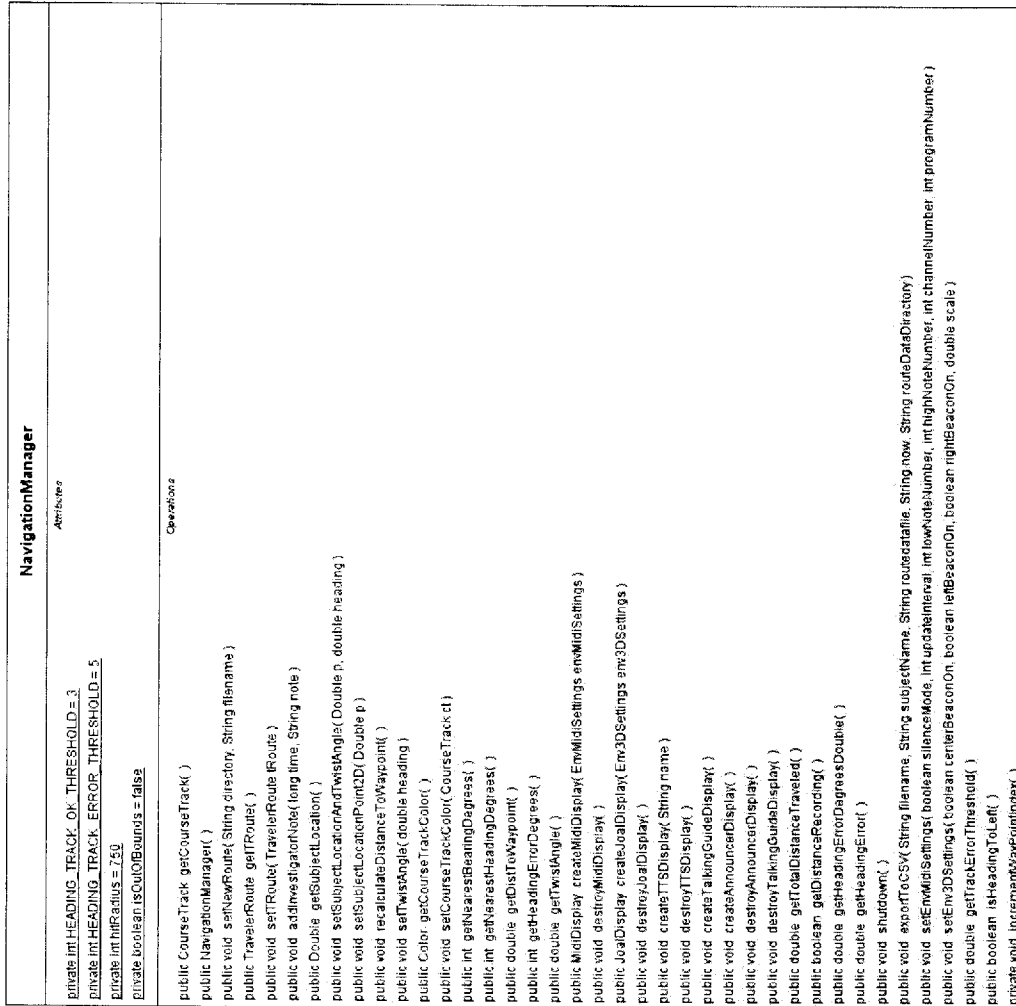 NavigationManager
Attributes
private int HEADING_TRACK_OK_THRESHOLD = 3
private int HEADING_TRACK_ERROR_THRESHOLD = 5
private int hitRadius = 750
private boolean isOutOfBounds = false
Operations
public CourseTrack getCourseTrack( )
public NavigationManager( )
public void setNewRoute( String directory, String filename )
public TravelerRoute getTRoute( )
public void setTRoute( TravelerRoute tRoute )
public void addInvestigatorNote( long time, String note )
public Double getSubjectLocation( )
public void setSubjectLocationAndTwistAngle( Double p, double heading )
public void setSubjectLocationPoint2D( Double p )
public void recalculateDistanceToWaypoint( )
public void setTwistAngle( double heading )
public Color getCourseTrackColor( )
public void setCourseTrackColor( CourseTrack ct )
public int getNearestBearingDegrees( )
public int getNearestHeadingDegrees( )
public double getDistToWaypoint( )
public int getHeadingErrorDegrees( )
public double getTwistAngle( )
public MidiDisplay createMidiDisplay( EnvMidiSettings envMidiSettings )
public void destroyMidiDisplay( )
public JoalDisplay createJoalDisplay( Env3DSettings env3DSettings )
public void destroyJoalDisplay( )
public void createTTSDisplay( String name )
public void destroyTTSDisplay( )
public void createTalkingGuideDisplay( )
public void createAnnouncerDisplay( )
public void destroyAnnouncerDisplay( )
public void destroyTalkingGuideDisplay( )
public double getTotalDistanceTraveled( )
public boolean getDistanceRecording( )
public double getHeadingErrorDegreesDouble( )
public double getHeadingError( )
public void shutdown( )
public void exportToCSV( String filename, String subjectName, String routedatafile, String now, String routeDataDirectory )
public void setEnvMidiSettings( boolean silenceMode, int updateInterval, int lowNoteNumber, int highNoteNumber, int channelNumber, int programNumber )
public void setEnv3DSettings( boolean centerBeaconOn, boolean leftBeaconOn, boolean rightBeaconOn, double scale )
public double getTrackErrorThreshold( )
public boolean isHeadingToLeft( )
private void incrementWayPointIndex( )